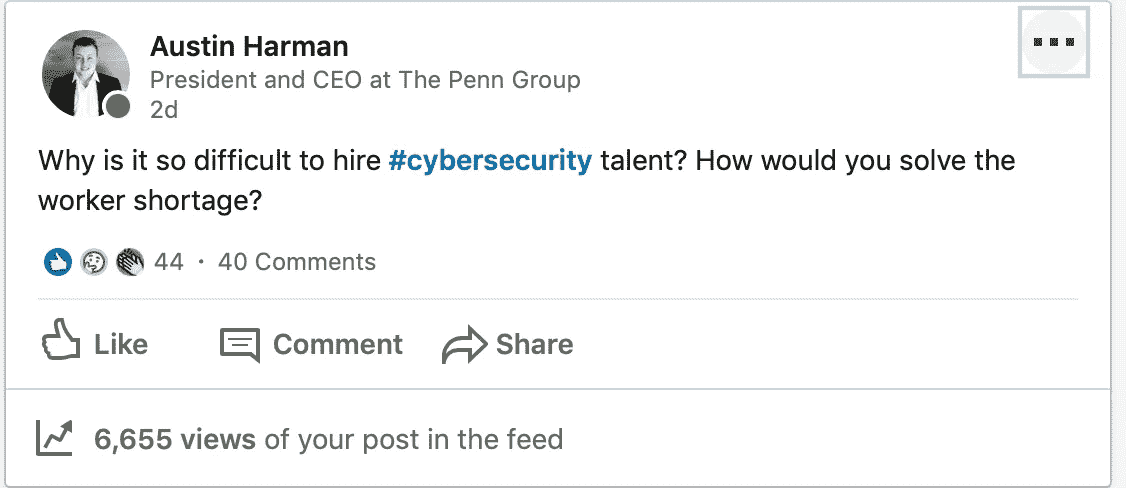 Austin Harman
President and CEO at The Penn Group
2d
Why is it so difficult to hire #cybersecurity talent? How would you solve the
worker shortage?
44 · 40 Comments
Like Comment Share
6,655 views of your post in the feed